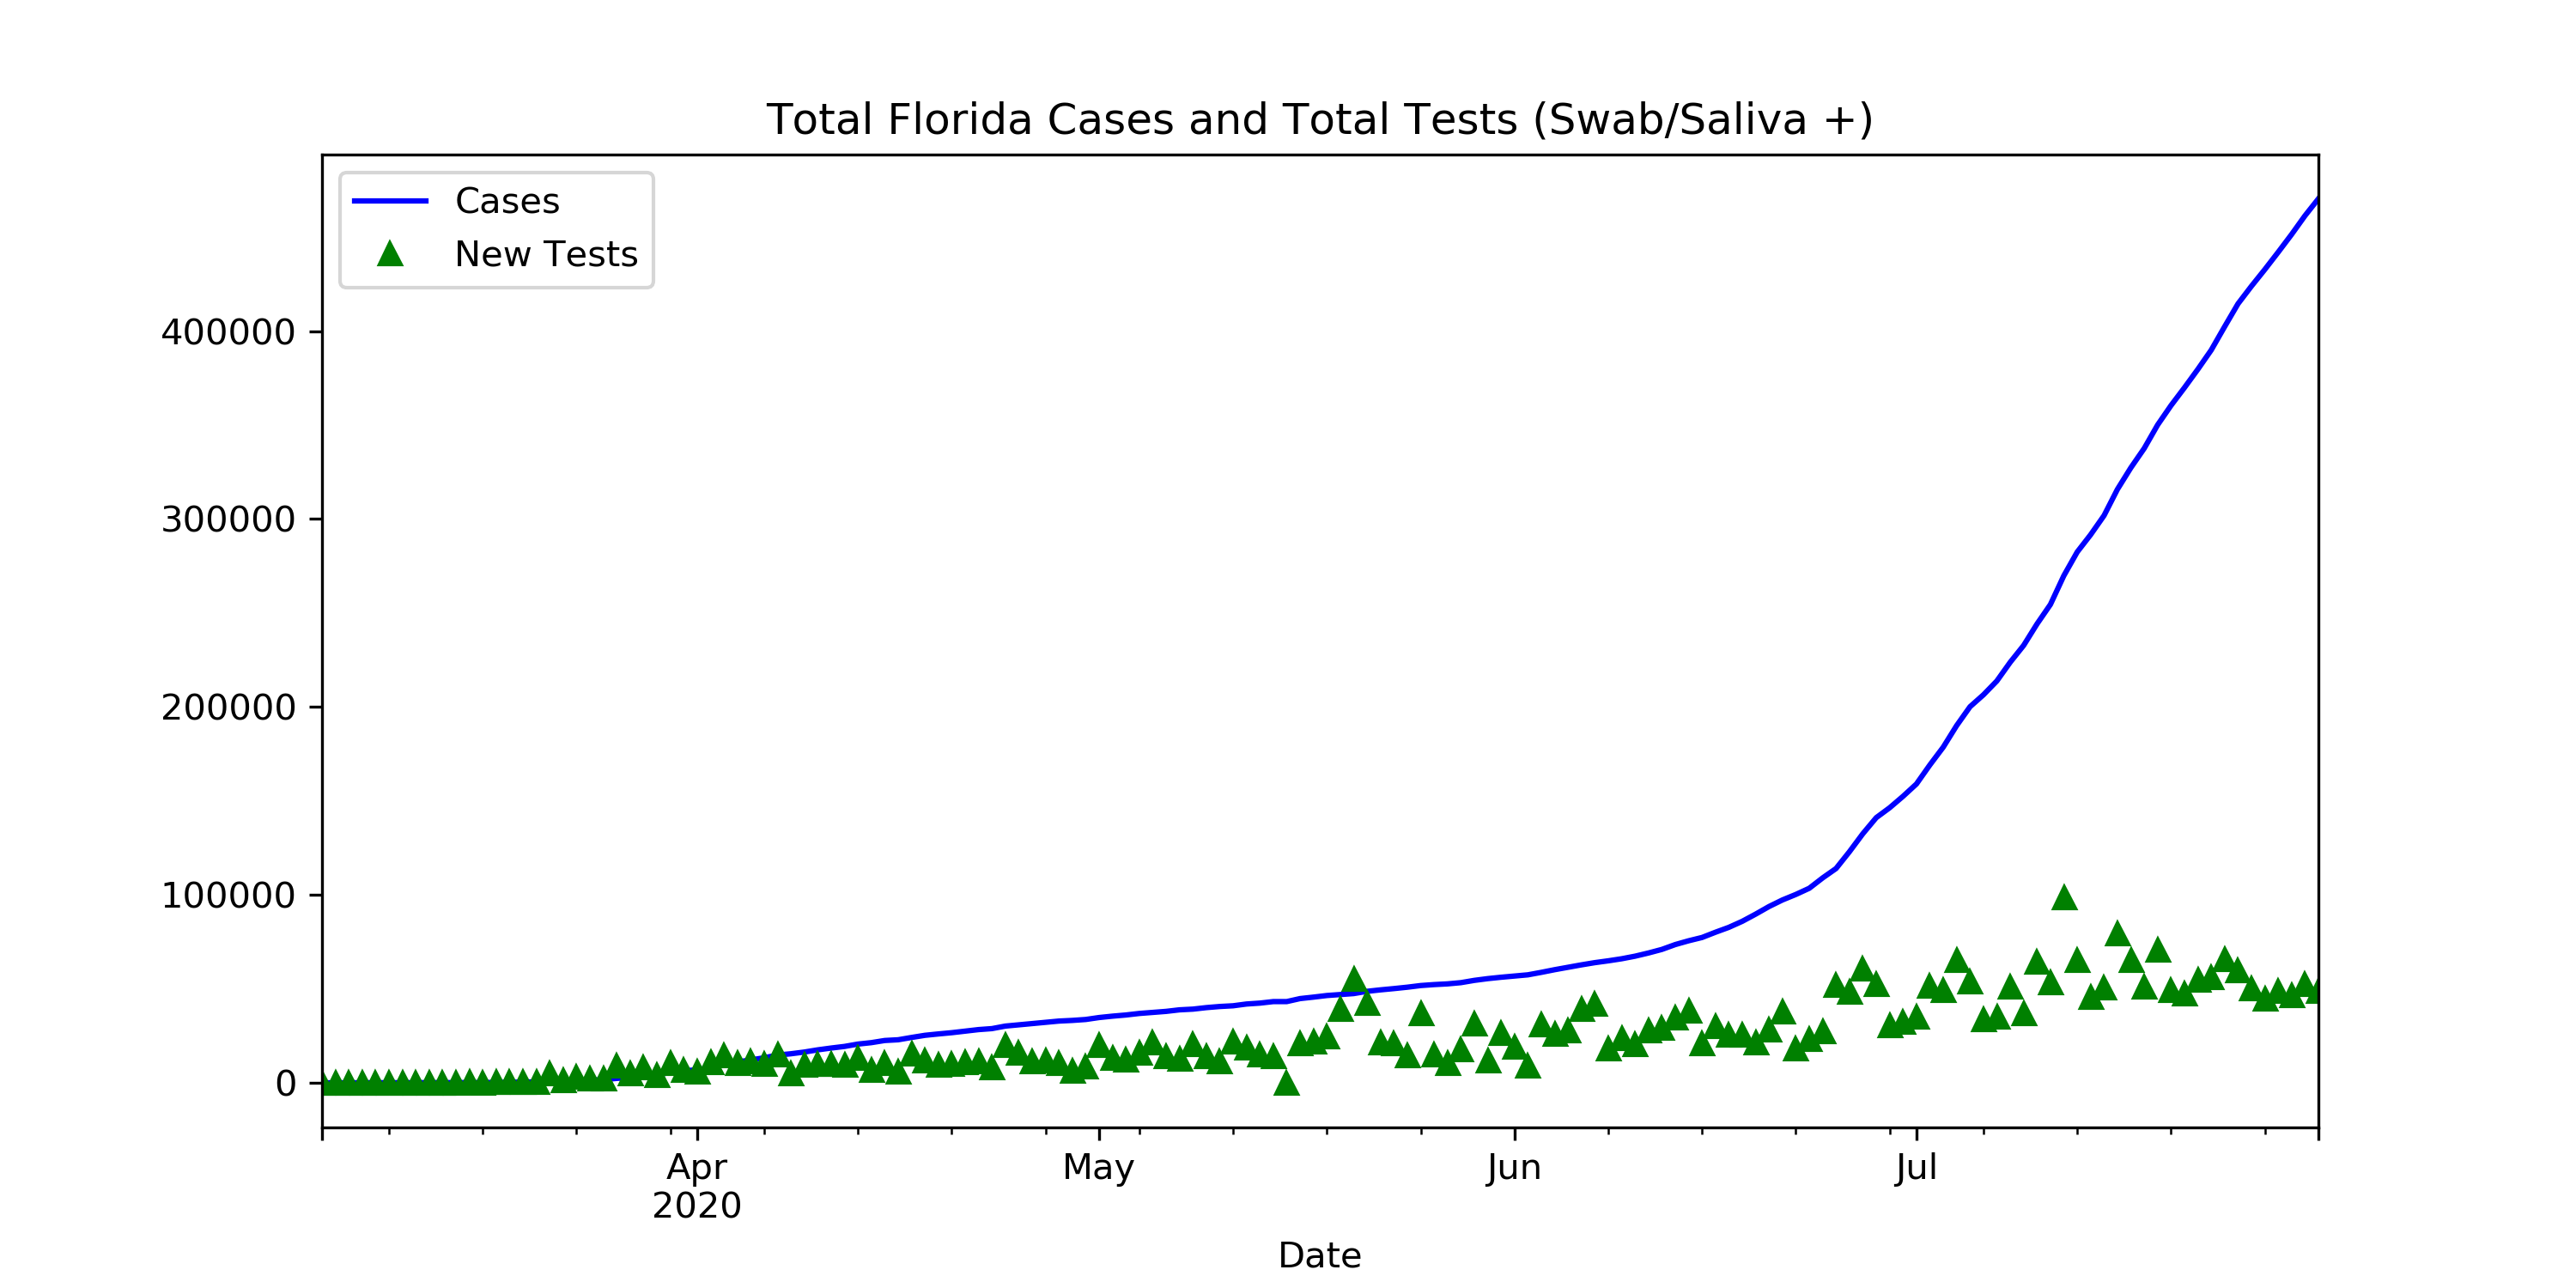 Total Florida Cases and Total Tests (Swab/Saliva +)
Cases
New Tests
400000
300000
200000
100000
0
Apr
2020
May
Jun
Jul
Date